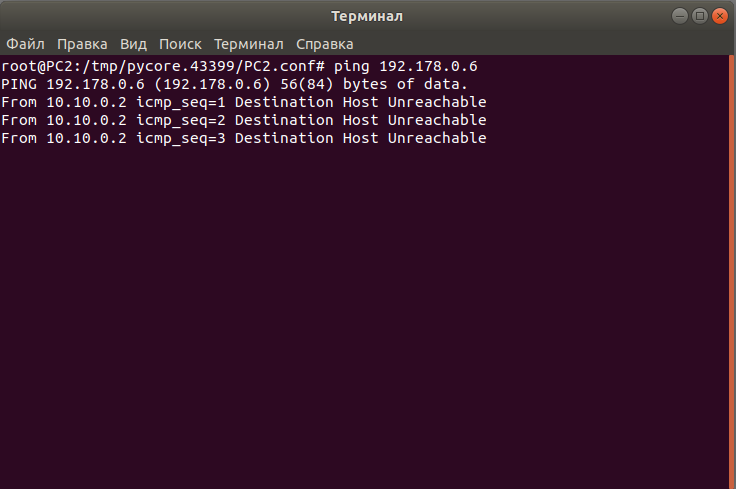 Терминал
Файл Правка Вид Поиск Терминал Справка
root@PC2:/tmp/pycore.43399/PC2.conf# ping 192.178.0.6
PING 192.178.0.6 (192.178.0.6) 56(84) bytes of data.
From 10.10.0.2 icmp_seq=1 Destination Host Unreachable
From 10.10.0.2 icmp_seq=2 Destination Host Unreachable
From 10.10.0.2 icmp_seq=3 Destination Host Unreachable